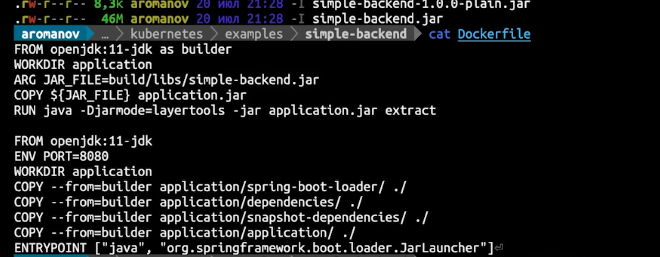 .rw-r--r-- 8,3k aromanov 20 июл 21:28 -I simple-backend-1.0.0-plain.jar
.rw-r--r-- 46M aromanov 20 июл 21:28 -I simple-backend.jar
aromanov … kubernetes examples simple-backend cat Dockerfile
FROM openjdk:11-jdk as builder
WORKDIR application
ARG JAR_FILE=build/libs/simple-backend.jar
COPY ${JAR_FILE} application.jar
RUN java -Djarmode=layertools -jar application.jar extract
FROM openjdk:11-jdk
ENV PORT=8080
WORKDIR application
COPY --from=builder application/spring-boot-loader/ ./
COPY --from=builder application/dependencies/ ./
COPY --from=builder application/snapshot-dependencies/ ./
COPY --from=builder application/application/ ./
ENTRYPOINT ["java", "org.springframework.boot.loader.JarLauncher"]⏎